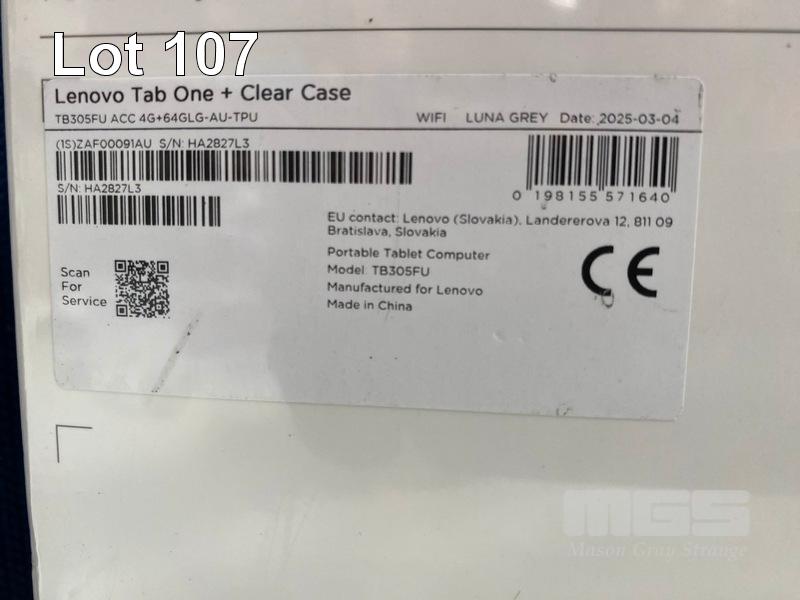 Lot 107
Lenovo Tab One + Clear Case
TB305FU ACC 4G+64GLG-AU-TPU WIFI LUNA GREY Date: 2025-03-04
(1S)ZAF00091AU S/N: HA2827L3
S/N: HA2827L3
0 198155 571640
EU contact: Lenovo (Slovakia), Landererova 12, 811 09
Bratislava, Slovakia
Portable Tablet Computer
Model: TB305FU
Manufactured for Lenovo
Made in China
CE
Scan
For
Service
MGS
Mason Gray Strange